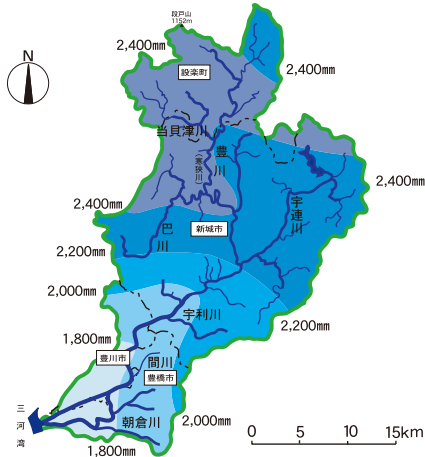 段戸山
1152m
2,400mm
N
2,400mm
設楽町
当貝津川
豊川
(寒狭川)
2,400mm
宇連川
2,400mm
巴川
新城市
2,200mm
2,000mm
宇利川
2,200mm
1,800mm
豊川市
間川
豊橋市
三河湾
朝倉川
2,000mm
1,800mm
0 5 10 15km